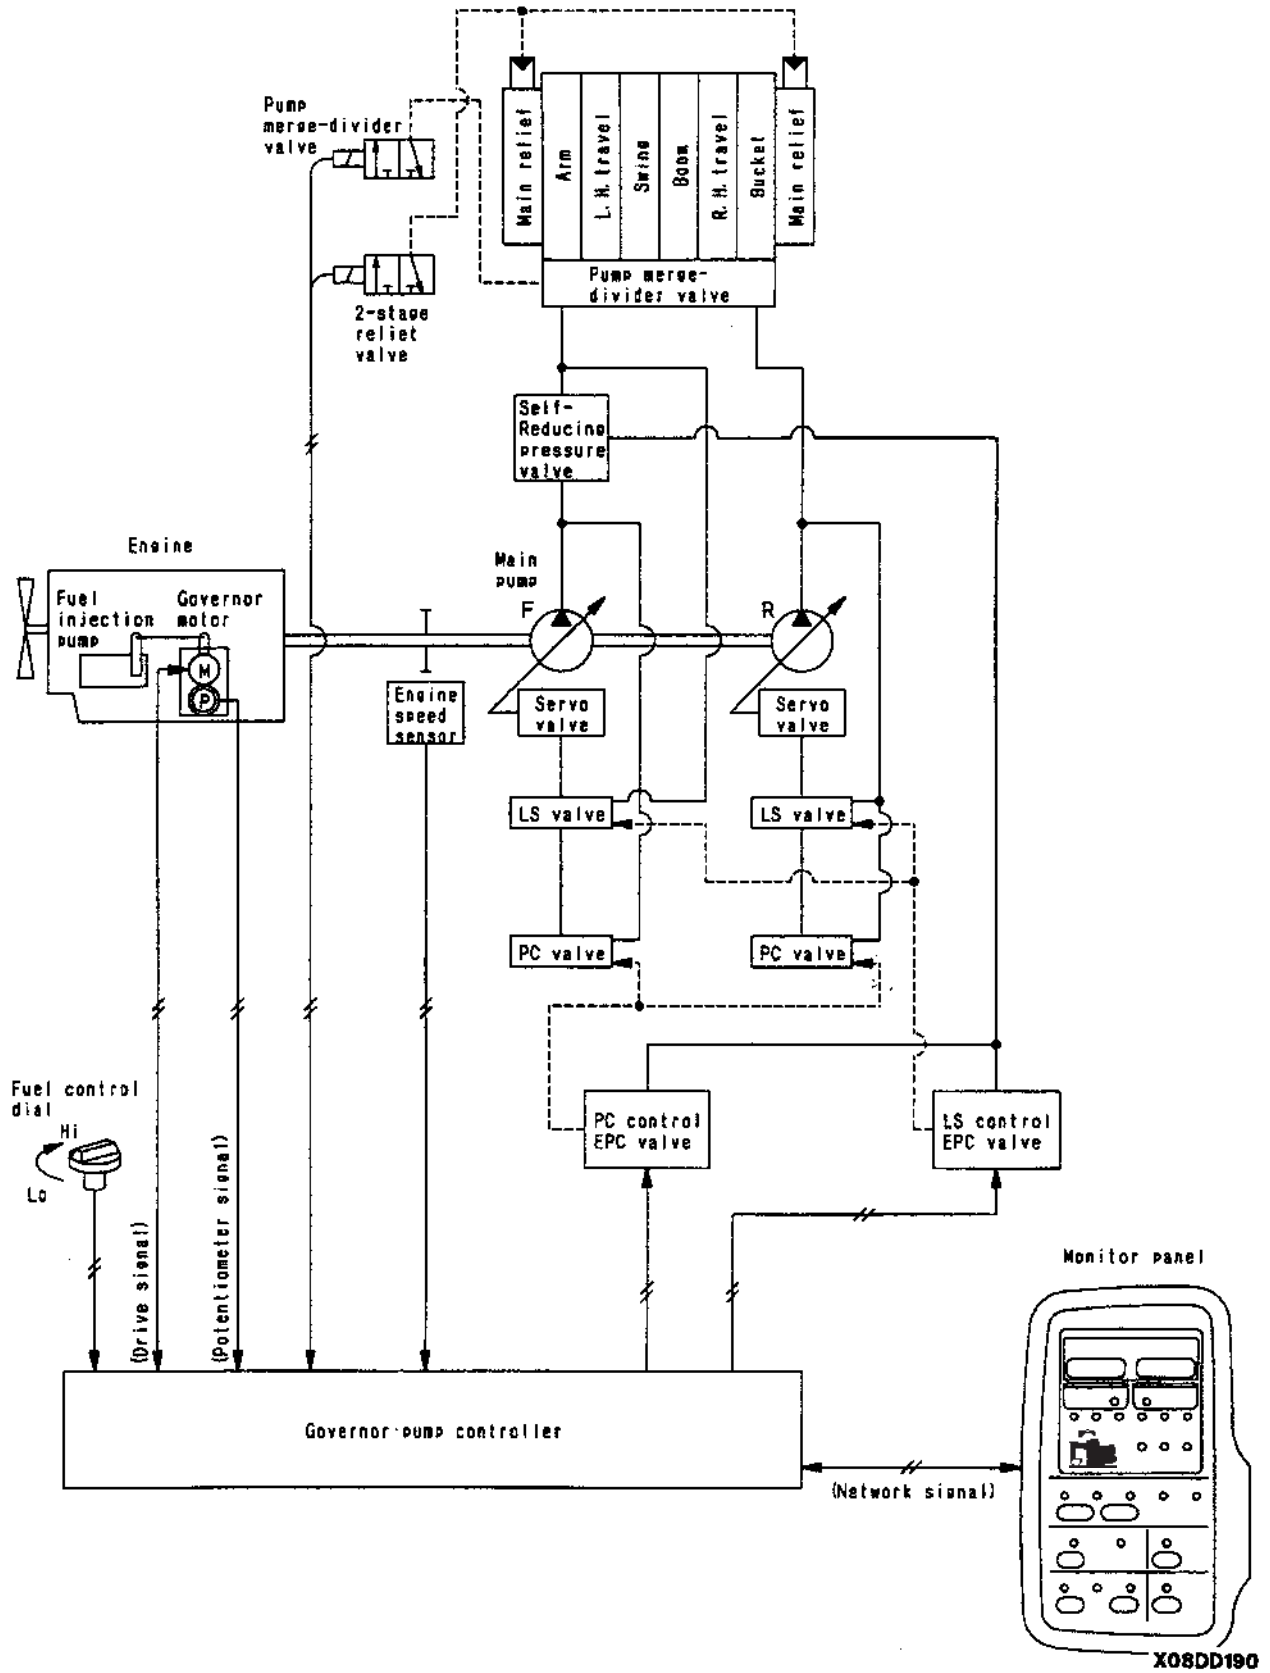 Pump
merge-divider
valve
Main relief
Arm
L.H. travel
Swing
Boom
R.H. travel
Bucket
Main relief
Pump merge-
divider valve
2-stage
reliet
valve
Self-
Reducing
pressure
valve
Engine
Main
pump
F
R
Fuel
injection
pump
Governor
motor
M
P
Engine
speed
sensor
Servo
valve
Servo
valve
LS valve
LS valve
PC valve
PC valve
Fuel control
dial
Hi
Lo
PC control
EPC valve
LS control
EPC valve
(Drive signal)
(Potentiometer signal)
Monitor panel
Governor·pump controller
(Network signal)
X08DD190